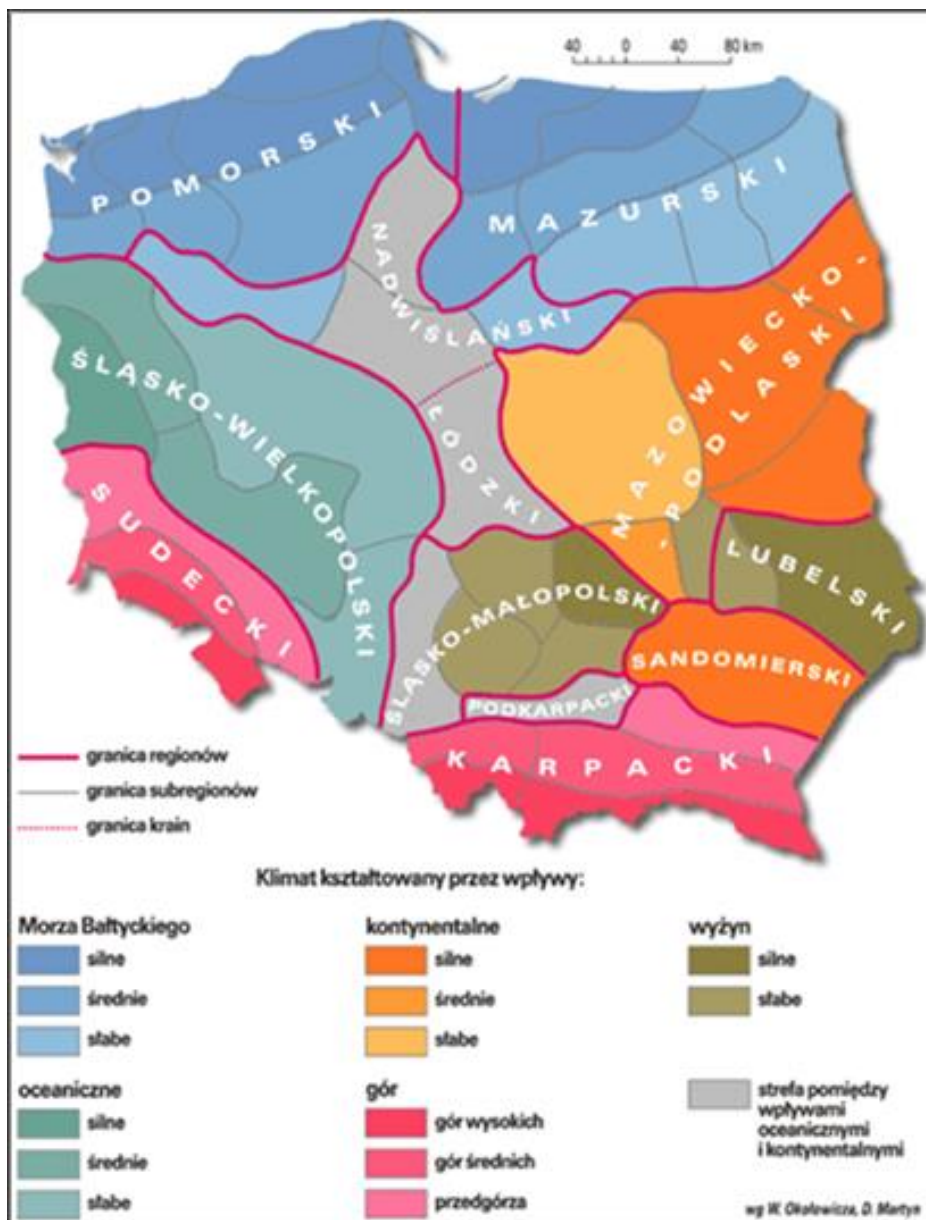 40 0 40 80 km
POMORSKI
MAZURSKI
NADWIŚLAŃSKI
MAZOWIECKO-
-PODLASKI
ŚLĄSKO-WIELKOPOLSKI
ŁÓDZKI
SUDECKI
LUBELSKI
ŚLĄSKO-MAŁOPOLSKI
SANDOMIERSKI
PODKARPACKI
KARPACKI
granica regionów
granica subregionów
granica krain
Klimat kształtowany przez wpływy:
Morza Bałtyckiego
silne
średnie
słabe
kontynentalne
silne
średnie
słabe
wyżyn
silne
słabe
oceaniczne
silne
średnie
słabe
gór
gór wysokich
gór średnich
przedgórza
strefa pomiędzy
wpływami
oceanicznymi
i kontynentalnymi
wg W. Okołowicza, D. Martyn